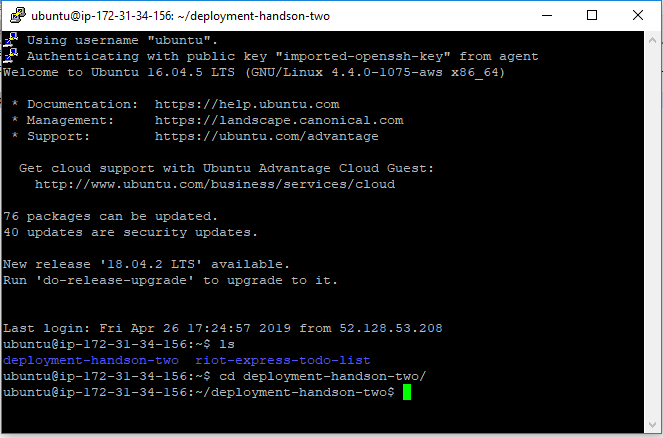 ubuntu@ip-172-31-34-156: ~/deployment-handson-two
Using username "ubuntu".
Authenticating with public key "imported-openssh-key" from agent
Welcome to Ubuntu 16.04.5 LTS (GNU/Linux 4.4.0-1075-aws x86_64)
* Documentation:  https://help.ubuntu.com
* Management:     https://landscape.canonical.com
* Support:        https://ubuntu.com/advantage
Get cloud support with Ubuntu Advantage Cloud Guest:
http://www.ubuntu.com/business/services/cloud
76 packages can be updated.
40 updates are security updates.
New release '18.04.2 LTS' available.
Run 'do-release-upgrade' to upgrade to it.
Last login: Fri Apr 26 17:24:57 2019 from 52.128.53.208
ubuntu@ip-172-31-34-156:~$ ls
deployment-handson-two  riot-express-todo-list
ubuntu@ip-172-31-34-156:~$ cd deployment-handson-two/
ubuntu@ip-172-31-34-156:~/deployment-handson-two$